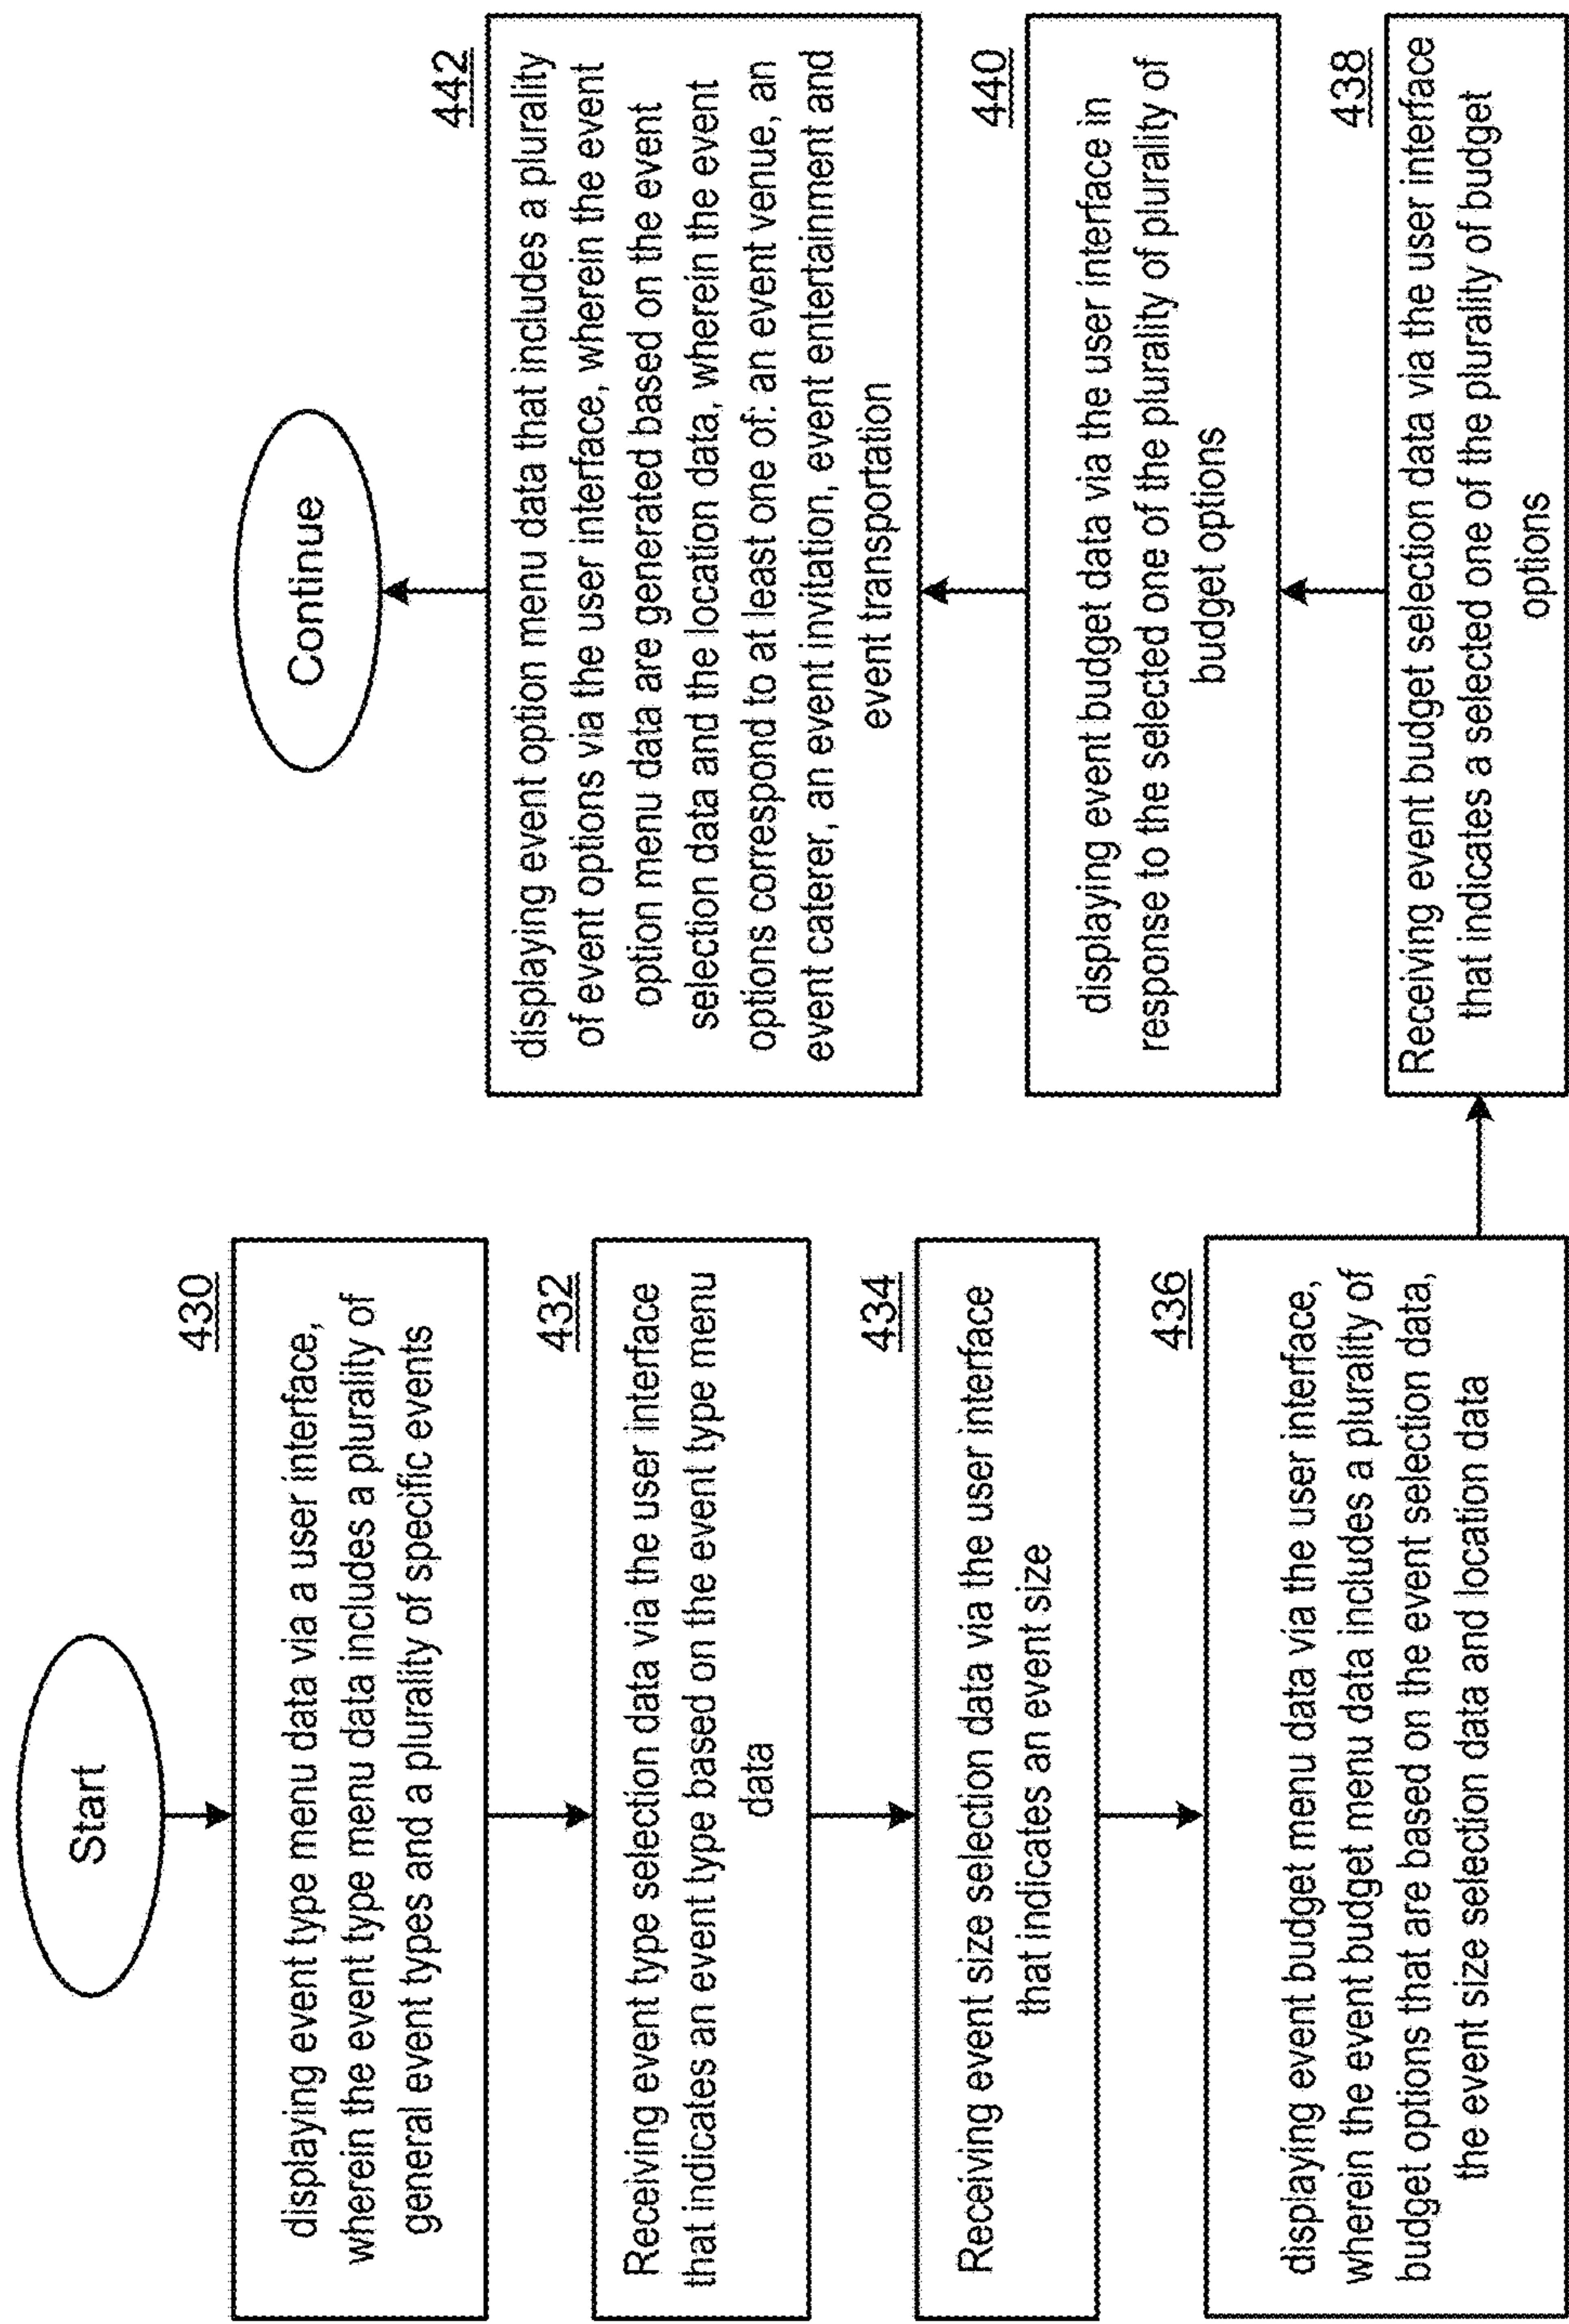 Start
430
displaying event type menu data via a user interface,
wherein the event type menu data includes a plurality of
general event types and a plurality of specific events
432
Receiving event type selection data via the user interface
that indicates an event type based on the event type menu
data
434
Receiving event size selection data via the user interface
that indicates an event size
436
displaying event budget menu data via the user interface,
wherein the event budget menu data includes a plurality of
budget options that are based on the event selection data,
the event size selection data and location data
438
Receiving event budget selection data via the user interface
that indicates a selected one of the plurality of budget
options
440
displaying event budget data via the user interface in
response to the selected one of the plurality of plurality of
budget options
442
displaying event option menu data that includes a plurality
of event options via the user interface, wherein the event
option menu data are generated based on the event
selection data and the location data, wherein the event
options correspond to at least one of: an event venue, an
event caterer, an event invitation, event entertainment and
event transportation
Continue